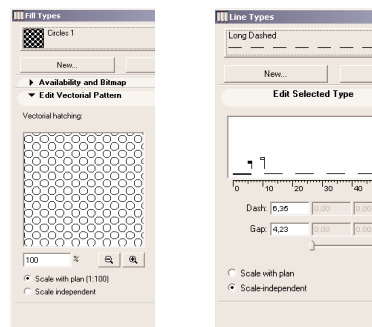 Fill Types
Circles 1
New...
Availability and Bitmap
Edit Vectorial Pattern
Vectorial hatching:
100 %
Scale with plan (1:100)
Scale independent
Line Types
Long Dashed
New...
Edit Selected Type
0 10 20 30 40
Dash: 6,35 0,00 0,00
Gap: 4,23 0,00 0,00
Scale with plan
Scale-independent